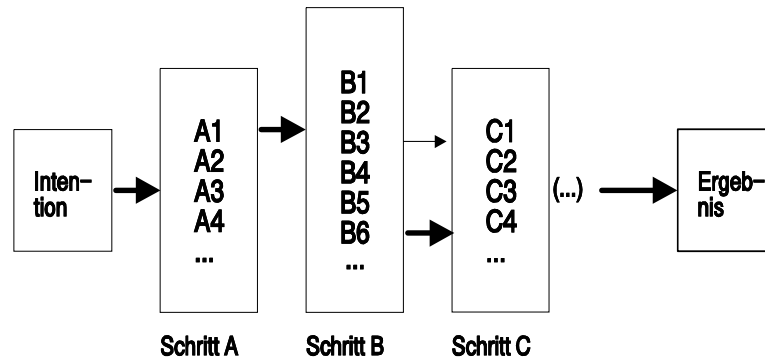 Inten-
tion
A1
A2
A3
A4
...
Schritt A
B1
B2
B3
B4
B5
B6
...
Schritt B
C1
C2
C3
C4
...
Schritt C
(...)
Ergeb-
nis